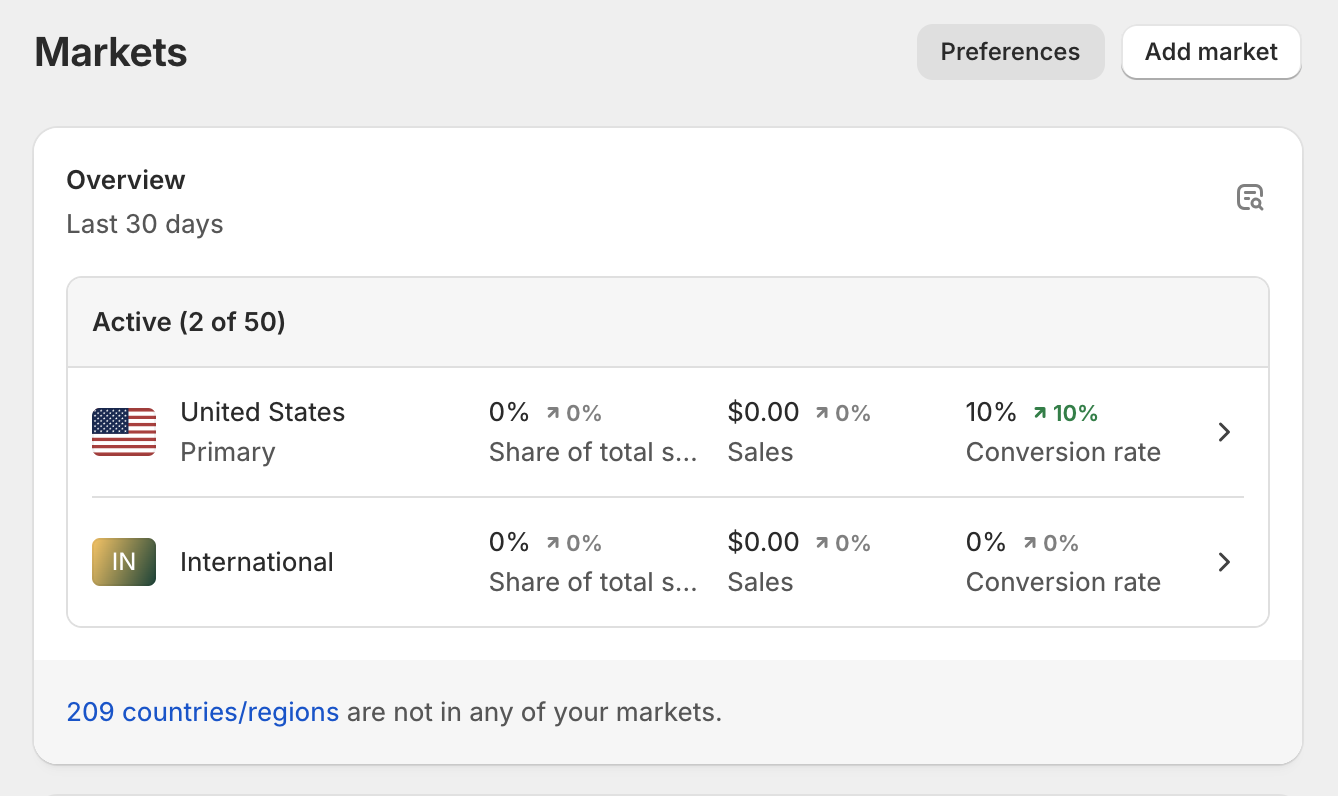 Markets
Preferences
Add market
Overview
Last 30 days
Active (2 of 50)
United States
Primary
0% 0%
Share of total s...
$0.00 0%
Sales
10% 10%
Conversion rate
IN
International
0% 0%
Share of total s...
$0.00 0%
Sales
0% 0%
Conversion rate
209 countries/regions are not in any of your markets.